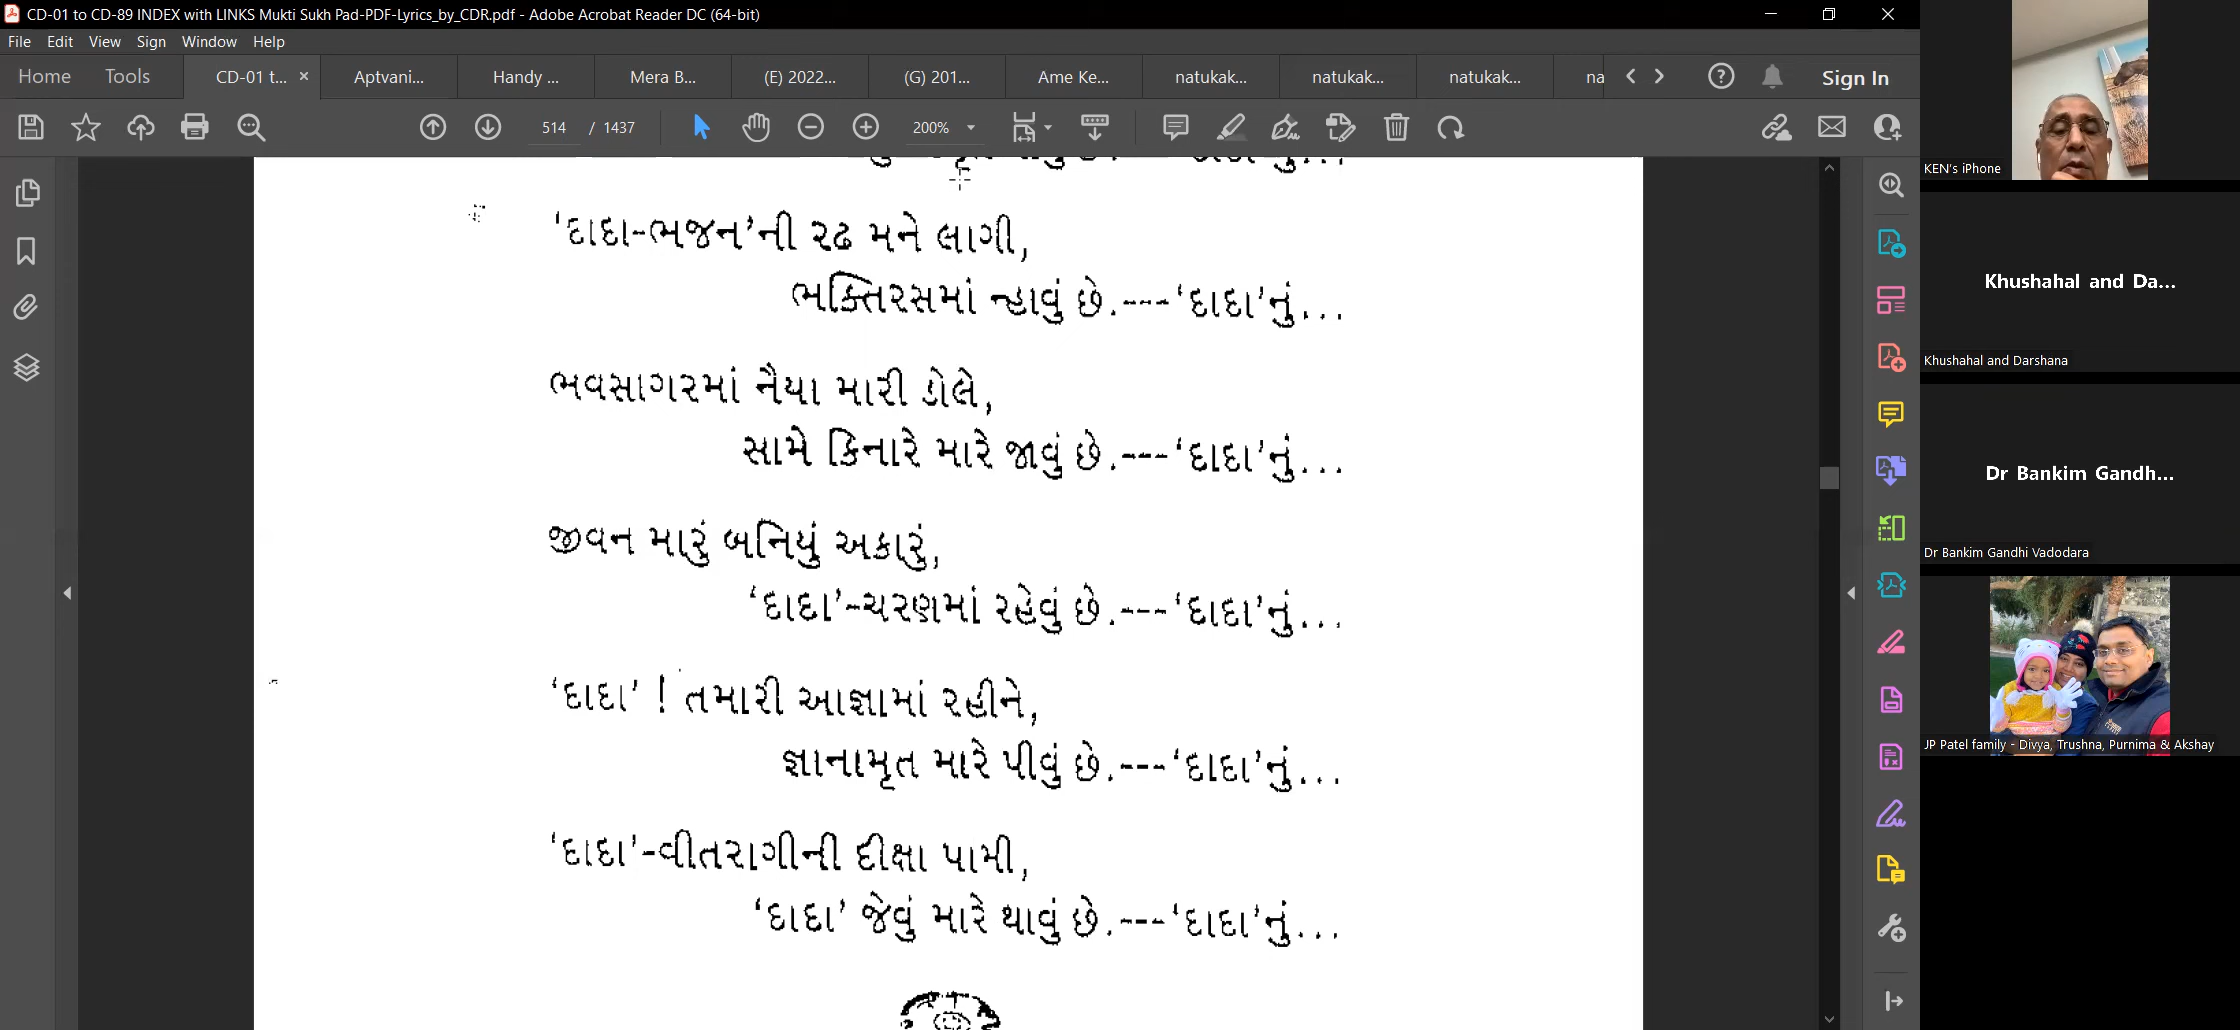 CD-01 to CD-89 INDEX with LINKS Mukti Sukh Pad-PDF-Lyrics_by_CDR.pdf - Adobe Acrobat Reader DC (64-bit)
File Edit View Sign Window Help
Home Tools CD-01 t... Aptvani... Handy ... Mera B... (E) 2022... (G) 201... Ame Ke... natukak... natukak... natukak... na Sign In
514 / 1437 200%
‘દાદા-ભજન’ની રઢ મને લાગી,
ભક્તિરસમાં ન્હાવું છે.---‘દાદા’નું...
ભવસાગરમાં નૈયા મારી ડોલે,
સામે કિનારે મારે જાવું છે.---‘દાદા’નું...
જીવન મારું બનિયું અકારું,
‘દાદા’-ચરણમાં રહેવું છે.---‘દાદા’નું...
‘દાદા’ ! તમારી આજ્ઞામાં રહીને,
જ્ઞાનામૃત મારે પીવું છે.---‘દાદા’નું...
‘દાદા’-વીતરાગીની દીક્ષા પામી,
‘દાદા’ જેવું મારે થાવું છે.---‘દાદા’નું...
KEN's iPhone
Khushahal and Da...
Khushahal and Darshana
Dr Bankim Gandh...
Dr Bankim Gandhi Vadodara
JP Patel family - Divya, Trushna, Purnima & Akshay